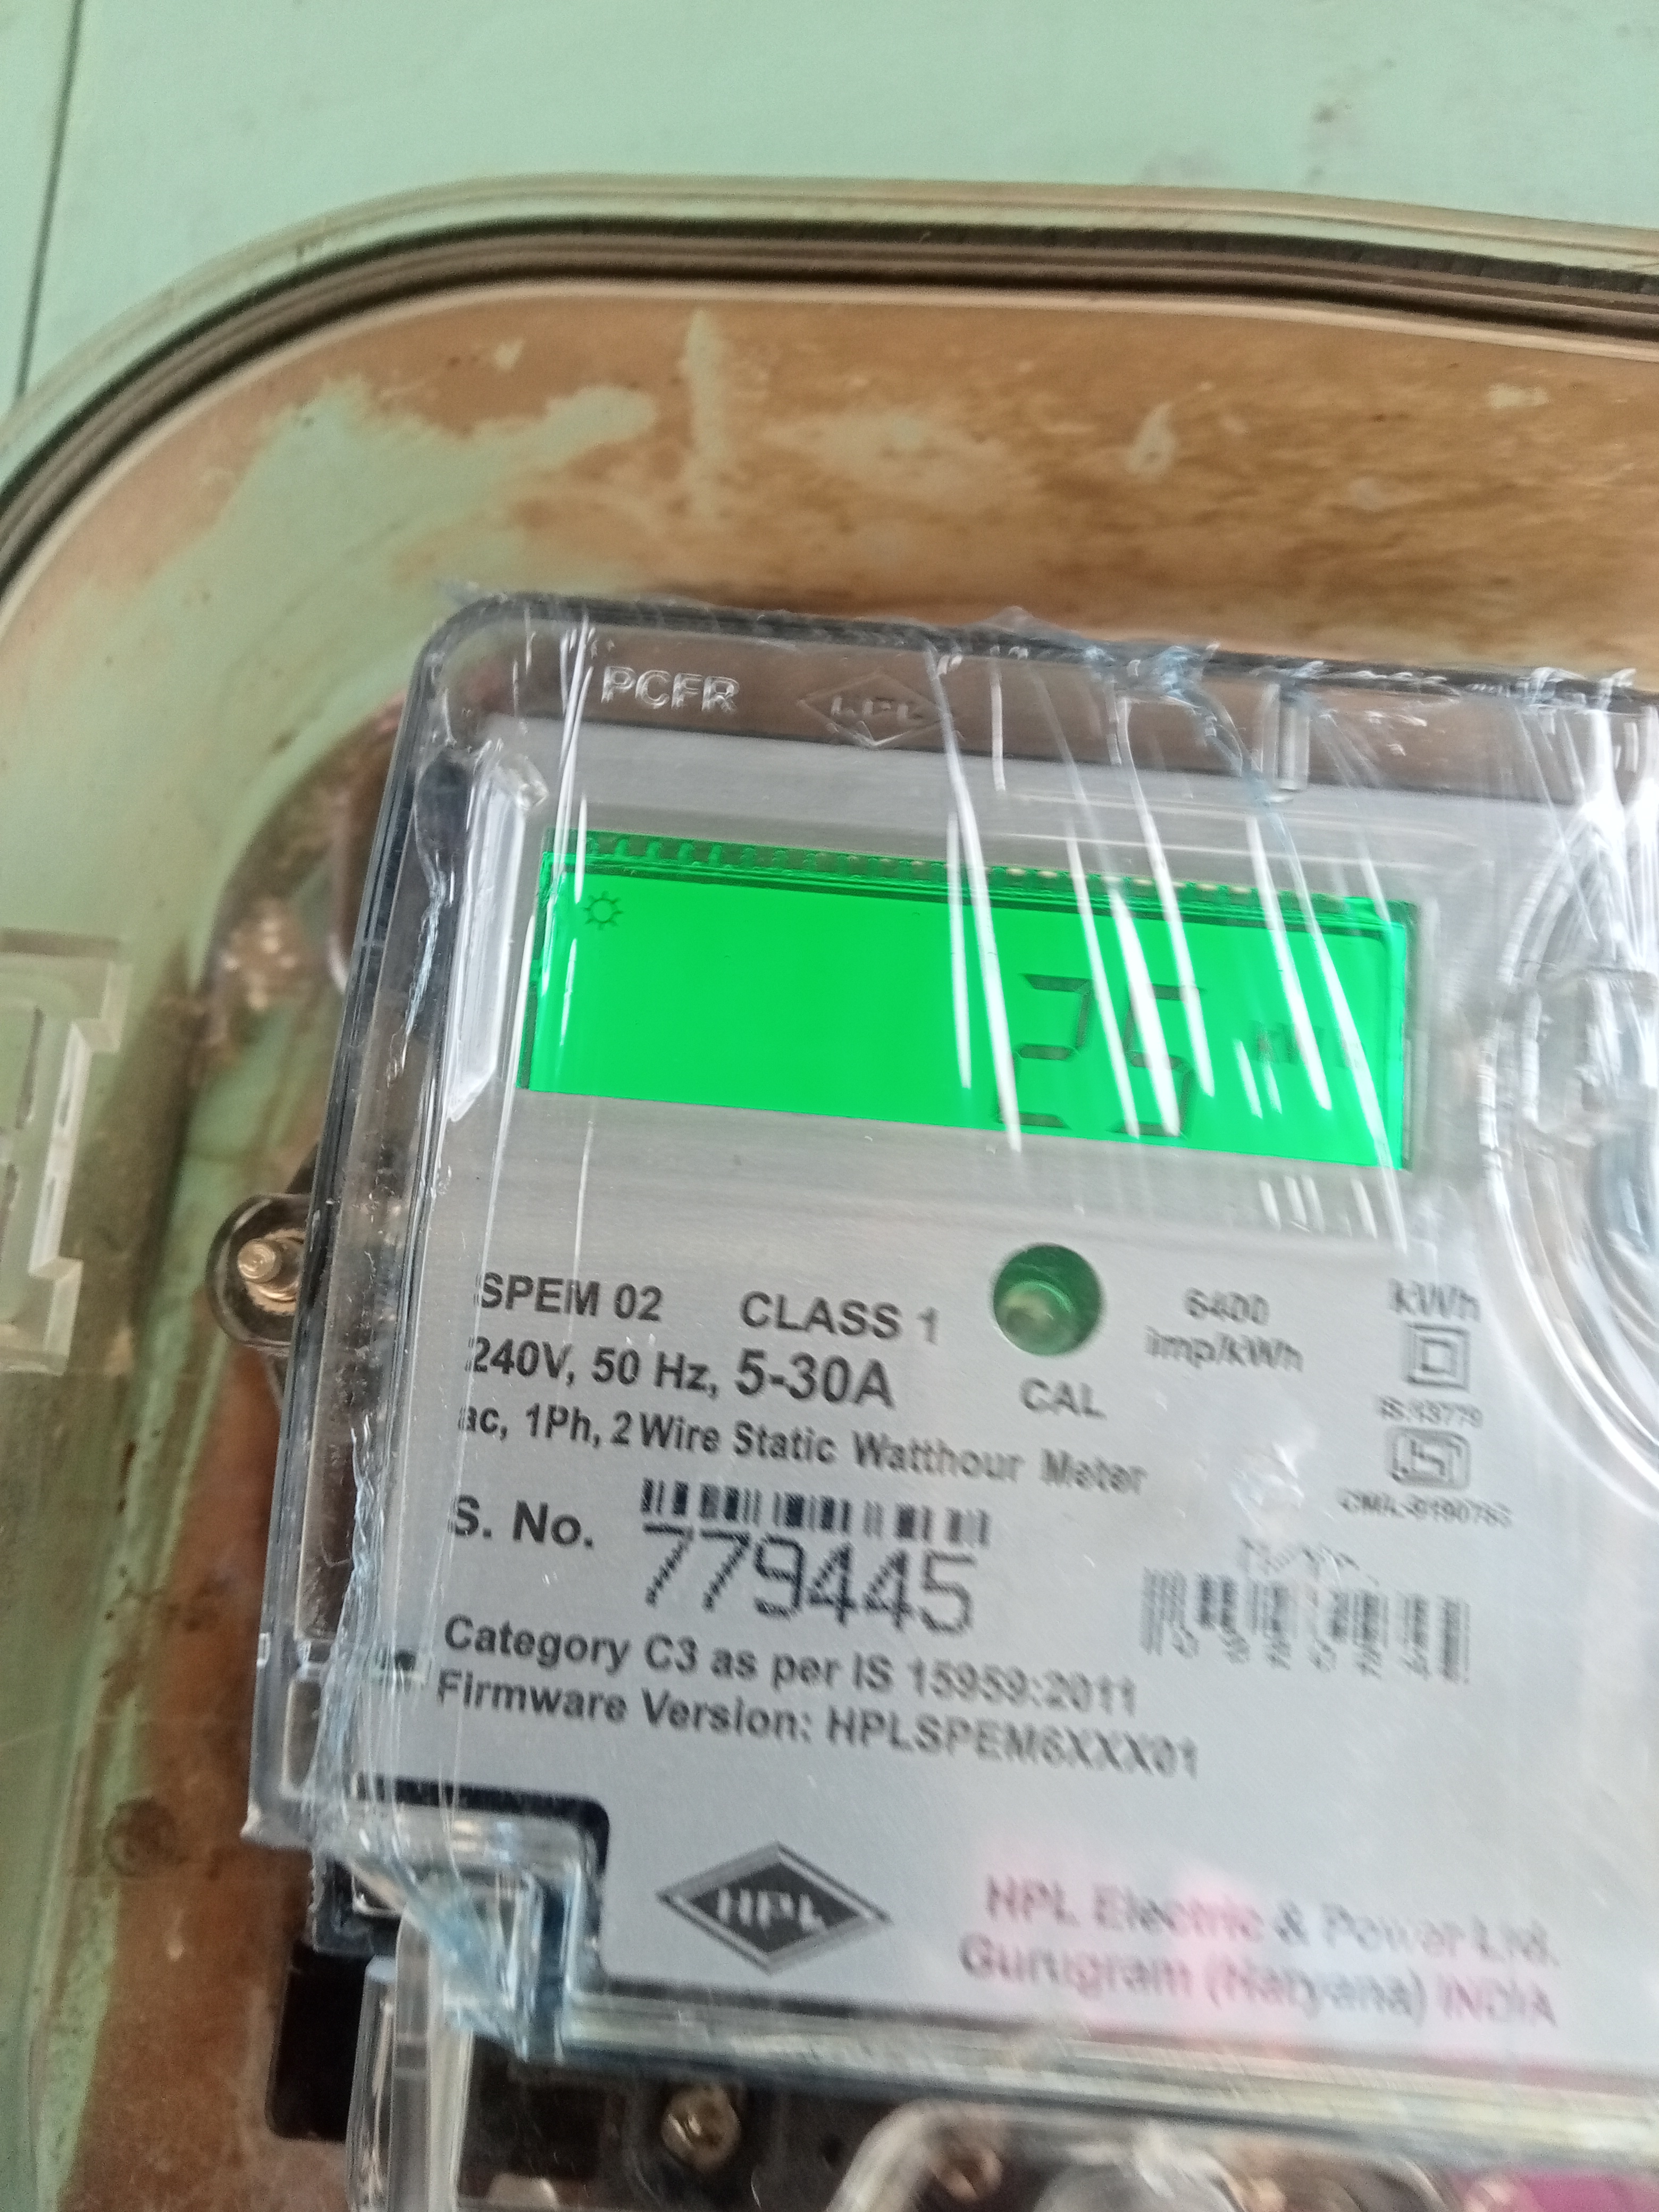 PCFR HPL
25
SPEM 02 CLASS 1
6400 imp/kWh
kWh
240V, 50 Hz, 5-30A
CAL
IS:13779
ac, 1Ph, 2 Wire Static Watthour Meter
S. No.
779445
Category C3 as per IS 15959:2011
Firmware Version: HPLSPEM6XXX01
HPL
HPL Electric & Power Ltd.
Gurugram (Haryana) INDIA